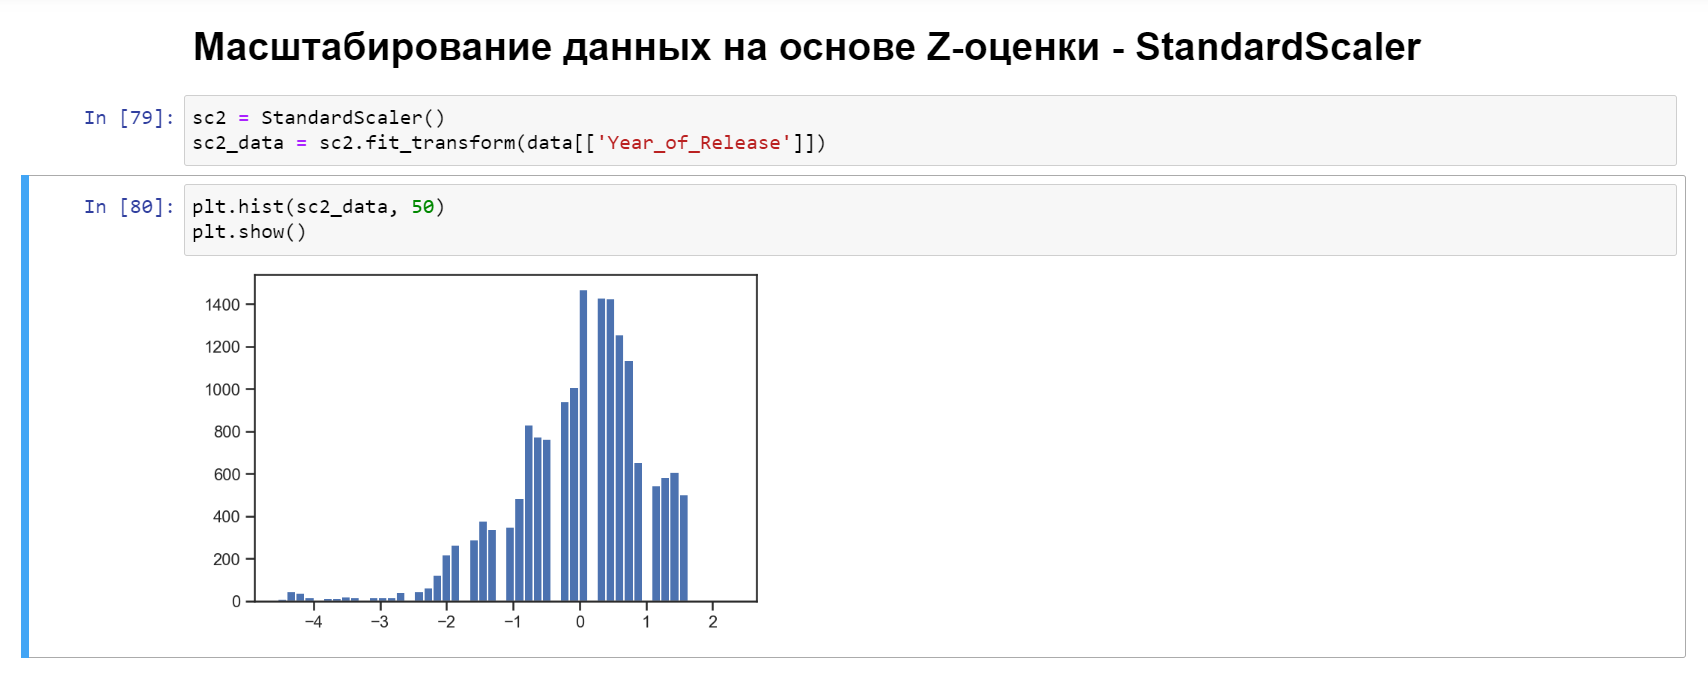 Масштабирование данных на основе Z-оценки - StandardScaler
In [79]: sc2 = StandardScaler()
sc2_data = sc2.fit_transform(data[['Year_of_Release']])
In [80]: plt.hist(sc2_data, 50)
plt.show()
1400
1200
1000
800
600
400
200
0
−4 −3 −2 −1 0 1 2